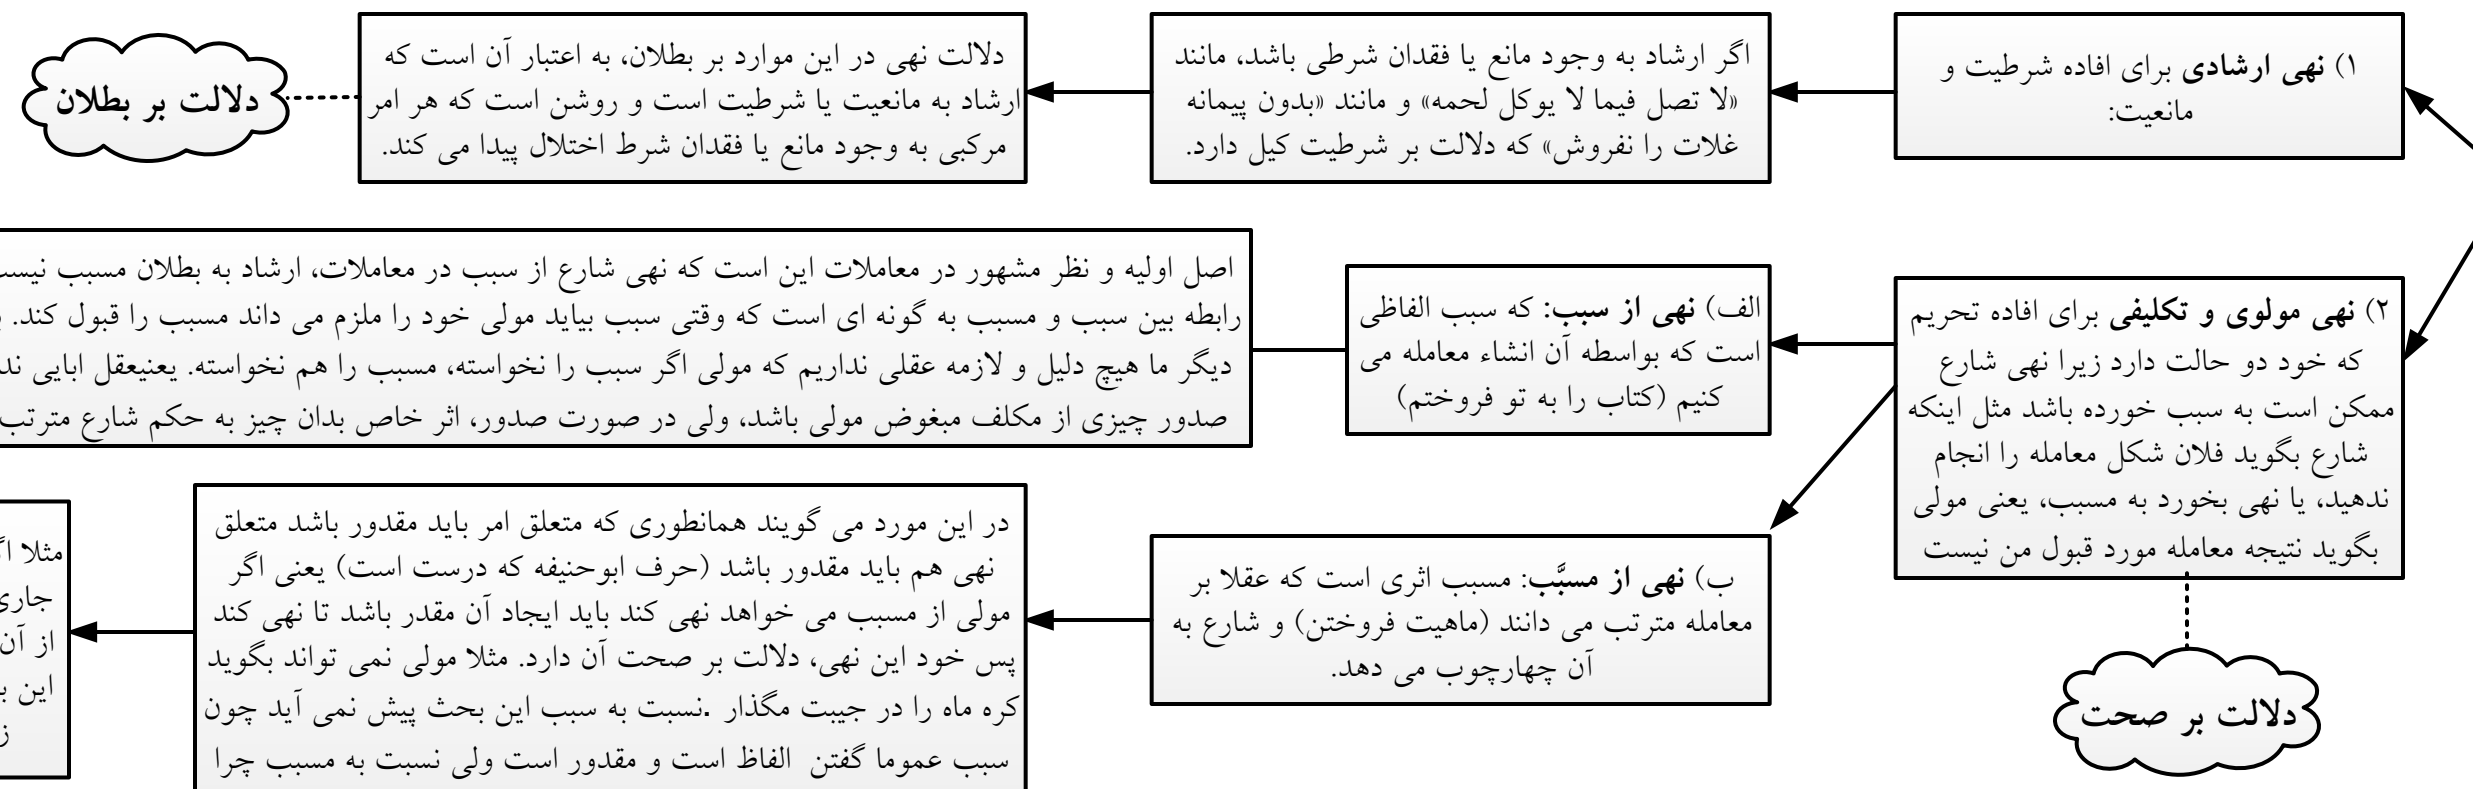 ۱) نهی ارشادی برای افاده شرطیت و
مانعیت:
اگر ارشاد به وجود مانع یا فقدان شرطی باشد، مانند
«لا تصل فیما لا یوکل لحمه» و مانند «بدون پیمانه
غلات را نفروش» که دلالت بر شرطیت کیل دارد.
دلالت نهی در این موارد بر بطلان، به اعتبار آن است که
ارشاد به مانعیت یا شرطیت است و روشن است که هر امر
مرکبی به وجود مانع یا فقدان شرط اختلال پیدا می کند.
دلالت بر بطلان
۲) نهی مولوی و تکلیفی برای افاده تحریم
که خود دو حالت دارد زیرا نهی شارع
ممکن است به سبب خورده باشد مثل اینکه
شارع بگوید فلان شکل معامله را انجام
ندهید، یا نهی بخورد به مسبب، یعنی مولی
بگوید نتیجه معامله مورد قبول من نیست
دلالت بر صحت
الف) نهی از سبب: که سبب الفاظی
است که بواسطه آن انشاء معامله می
کنیم (کتاب را به تو فروختم)
اصل اولیه و نظر مشهور در معاملات این است که نهی شارع از سبب در معاملات، ارشاد به بطلان مسبب
رابطه بین سبب و مسبب به گونه ای است که وقتی سبب بیاید مولی خود را ملزم می داند مسبب را قبول کند.
دیگر ما هیچ دلیل و لازمه عقلی نداریم که مولی اگر سبب را نخواسته، مسبب را هم نخواسته. یعنیعقل ابایی
صدور چیزی از مکلف مبغوض مولی باشد، ولی در صورت صدور، اثر خاص بدان چیز به حکم شارع مترتب
ب) نهی از مسبَّب: مسبب اثری است که عقلا بر
معامله مترتب می دانند (ماهیت فروختن) و شارع به
آن چهارچوب می دهد.
در این مورد می گویند همانطوری که متعلق امر باید مقدور باشد متعلق
نهی هم باید مقدور باشد (حرف ابوحنیفه که درست است) یعنی اگر
مولی از مسبب می خواهد نهی کند باید ایجاد آن مقدر باشد تا نهی کند
پس خود این نهی، دلالت بر صحت آن دارد. مثلا مولی نمی تواند بگوید
کره ماه را در جیبت مگذار .نسبت به سبب این بحث پیش نمی آید چون
سبب عموما گفتن الفاظ است و مقدور است ولی نسبت به مسبب چرا
مثلا
از آن
این